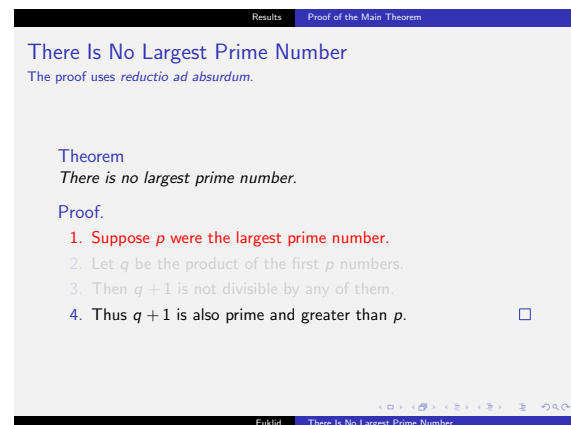 Results Proof of the Main Theorem
There Is No Largest Prime Number
The proof uses reductio ad absurdum.
Theorem
There is no largest prime number.
Proof.
1. Suppose p were the largest prime number.
2. Let q be the product of the first p numbers.
3. Then q + 1 is not divisible by any of them.
4. Thus q + 1 is also prime and greater than p. □
Euklid There Is No Largest Prime Number